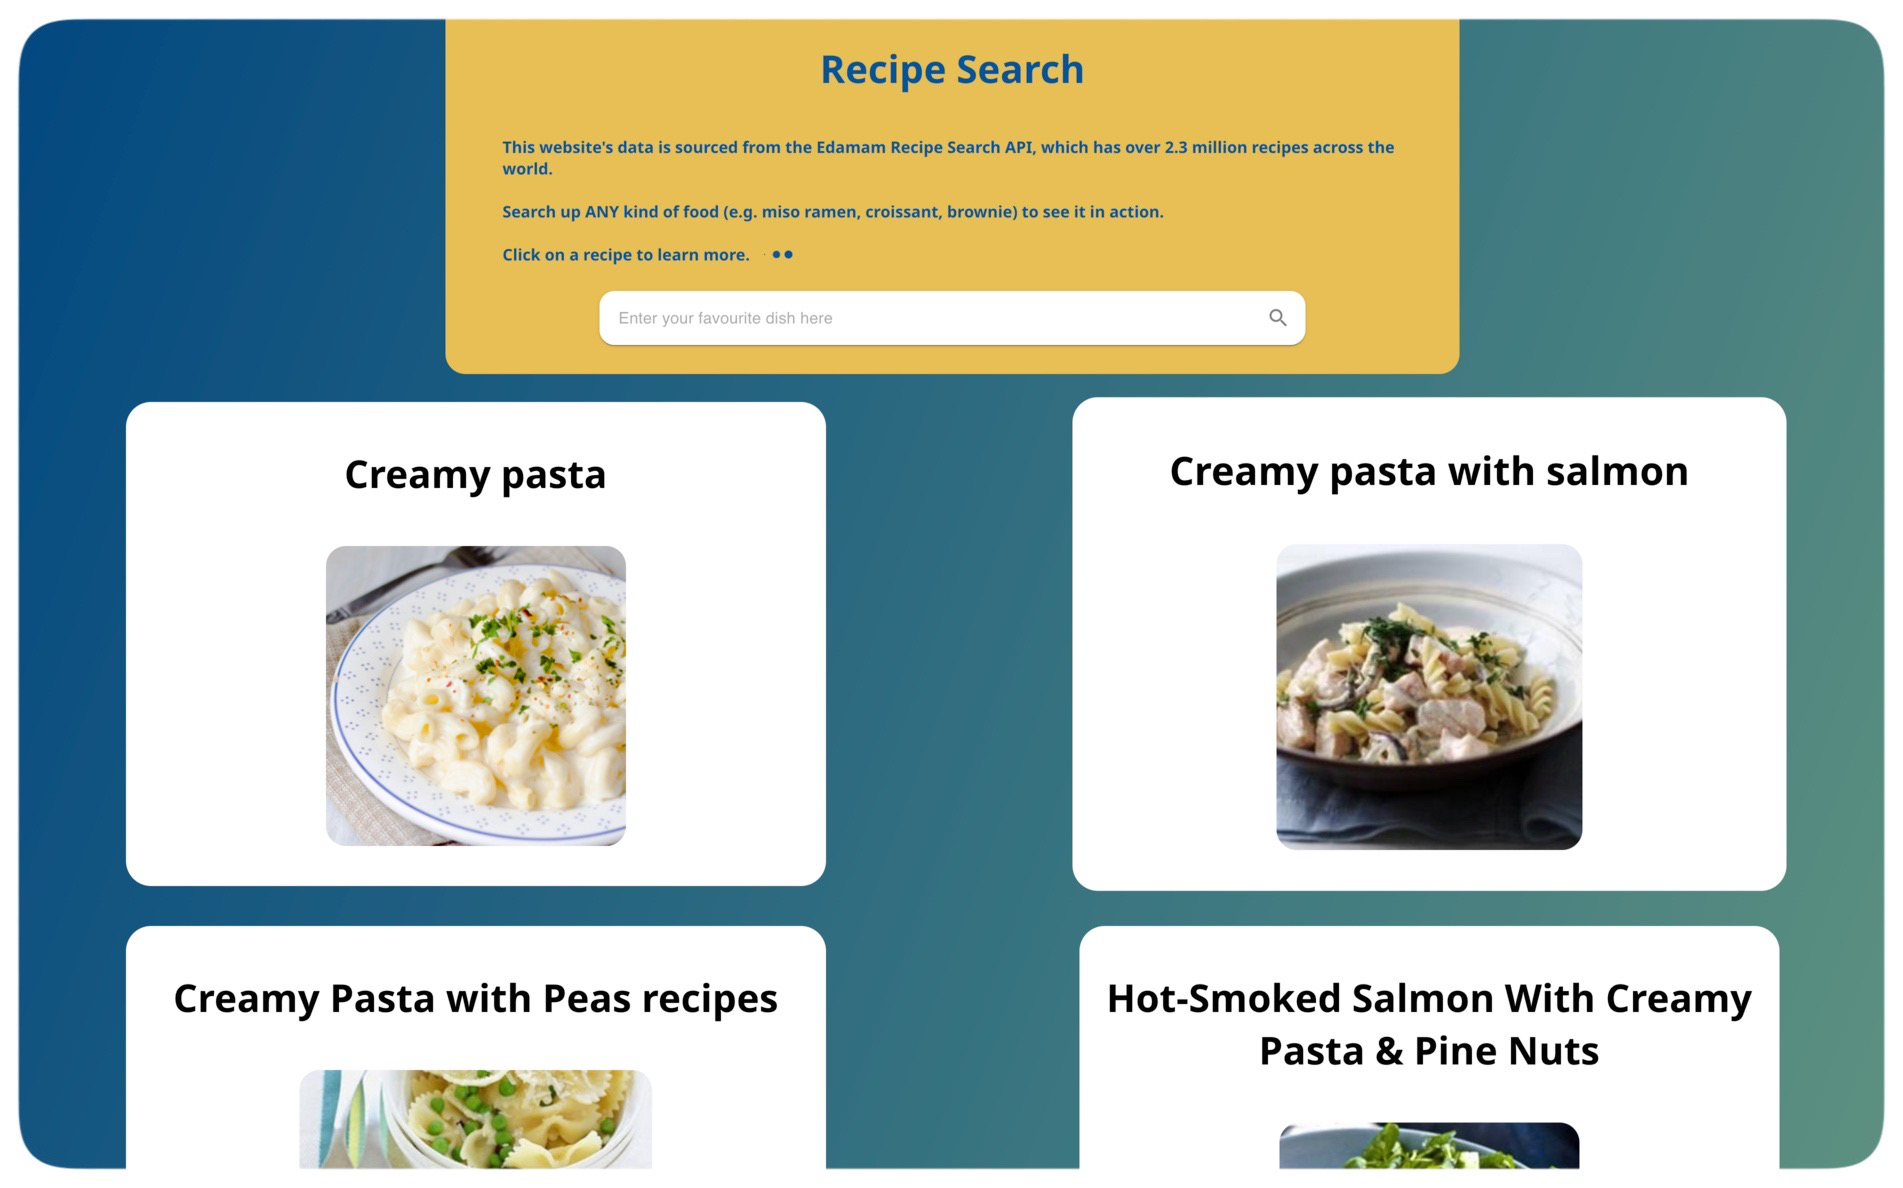 Recipe Search
This website's data is sourced from the Edamam Recipe Search API, which has over 2.3 million recipes across the
world.
Search up ANY kind of food (e.g. miso ramen, croissant, brownie) to see it in action.
Click on a recipe to learn more.
Enter your favourite dish here
Creamy pasta
Creamy pasta with salmon
Creamy Pasta with Peas recipes
Hot-Smoked Salmon With Creamy
Pasta & Pine Nuts